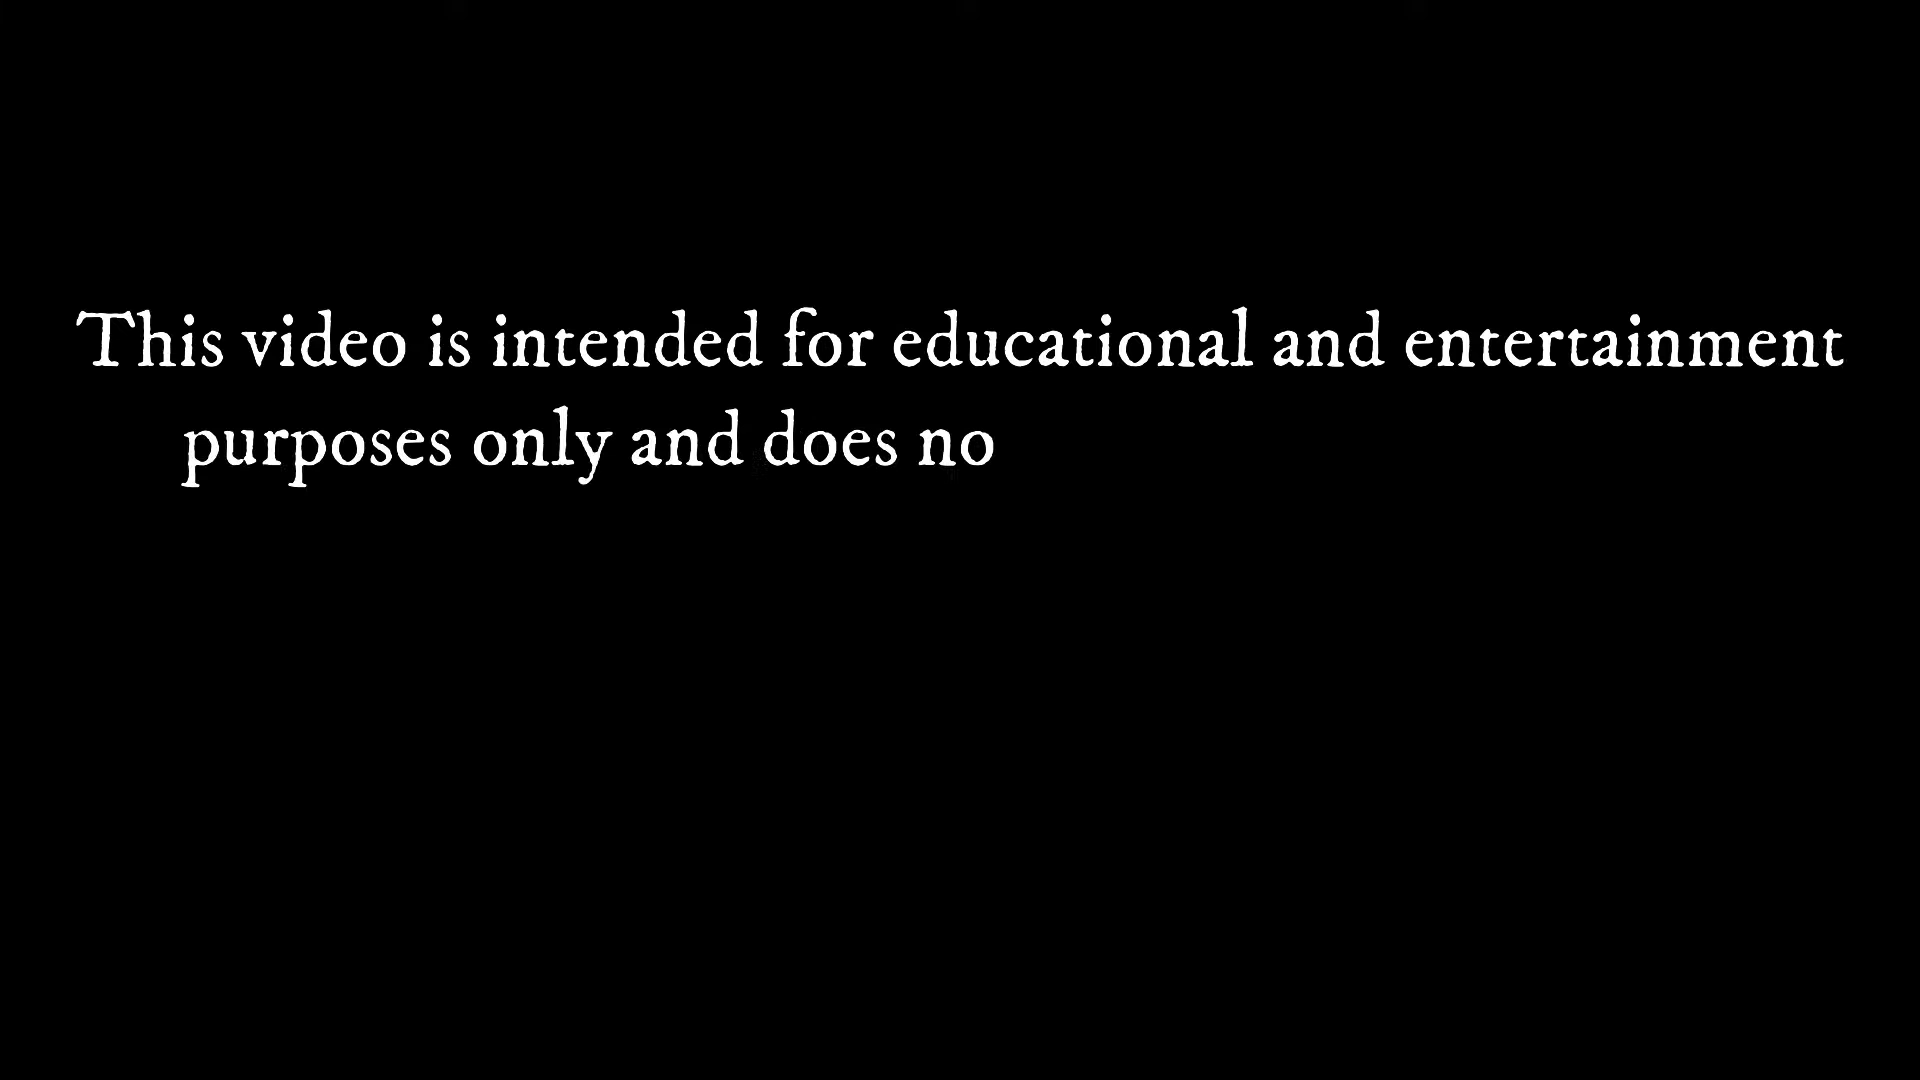 This video is intended for educational and entertainment
purposes only and does no